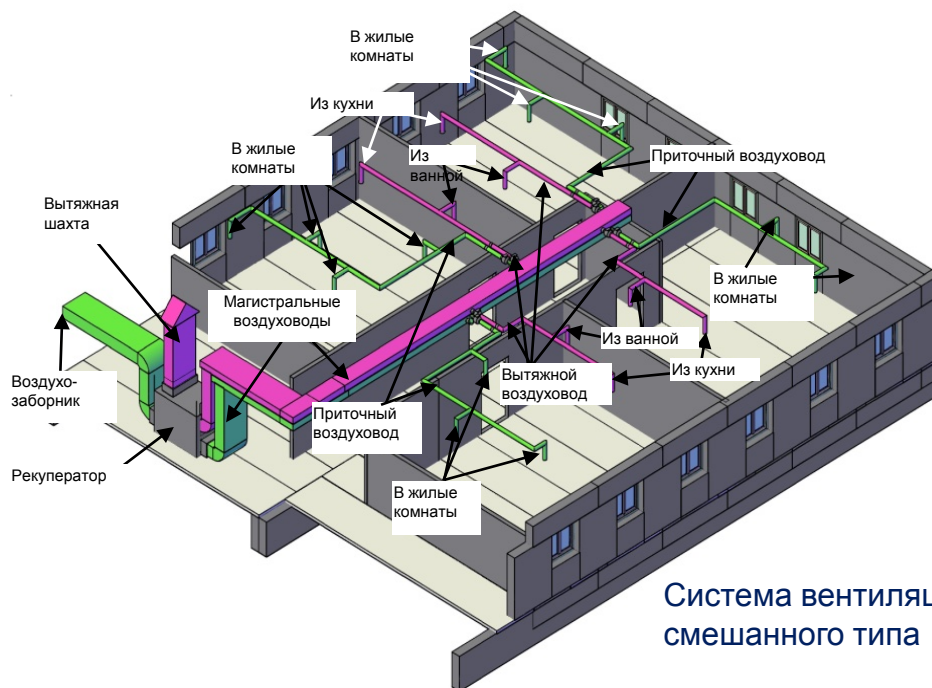 В жилые
комнаты
Из кухни
В жилые
комнаты
Из
ванной
Приточный воздуховод
Вытяжная
шахта
В жилые
комнаты
Магистральные
воздуховоды
Из ванной
Из кухни
Вытяжной
воздуховод
Воздухо-
заборник
Приточный
воздуховод
Рекуператор
В жилые
комнаты
Система вентиляц
смешанного типа